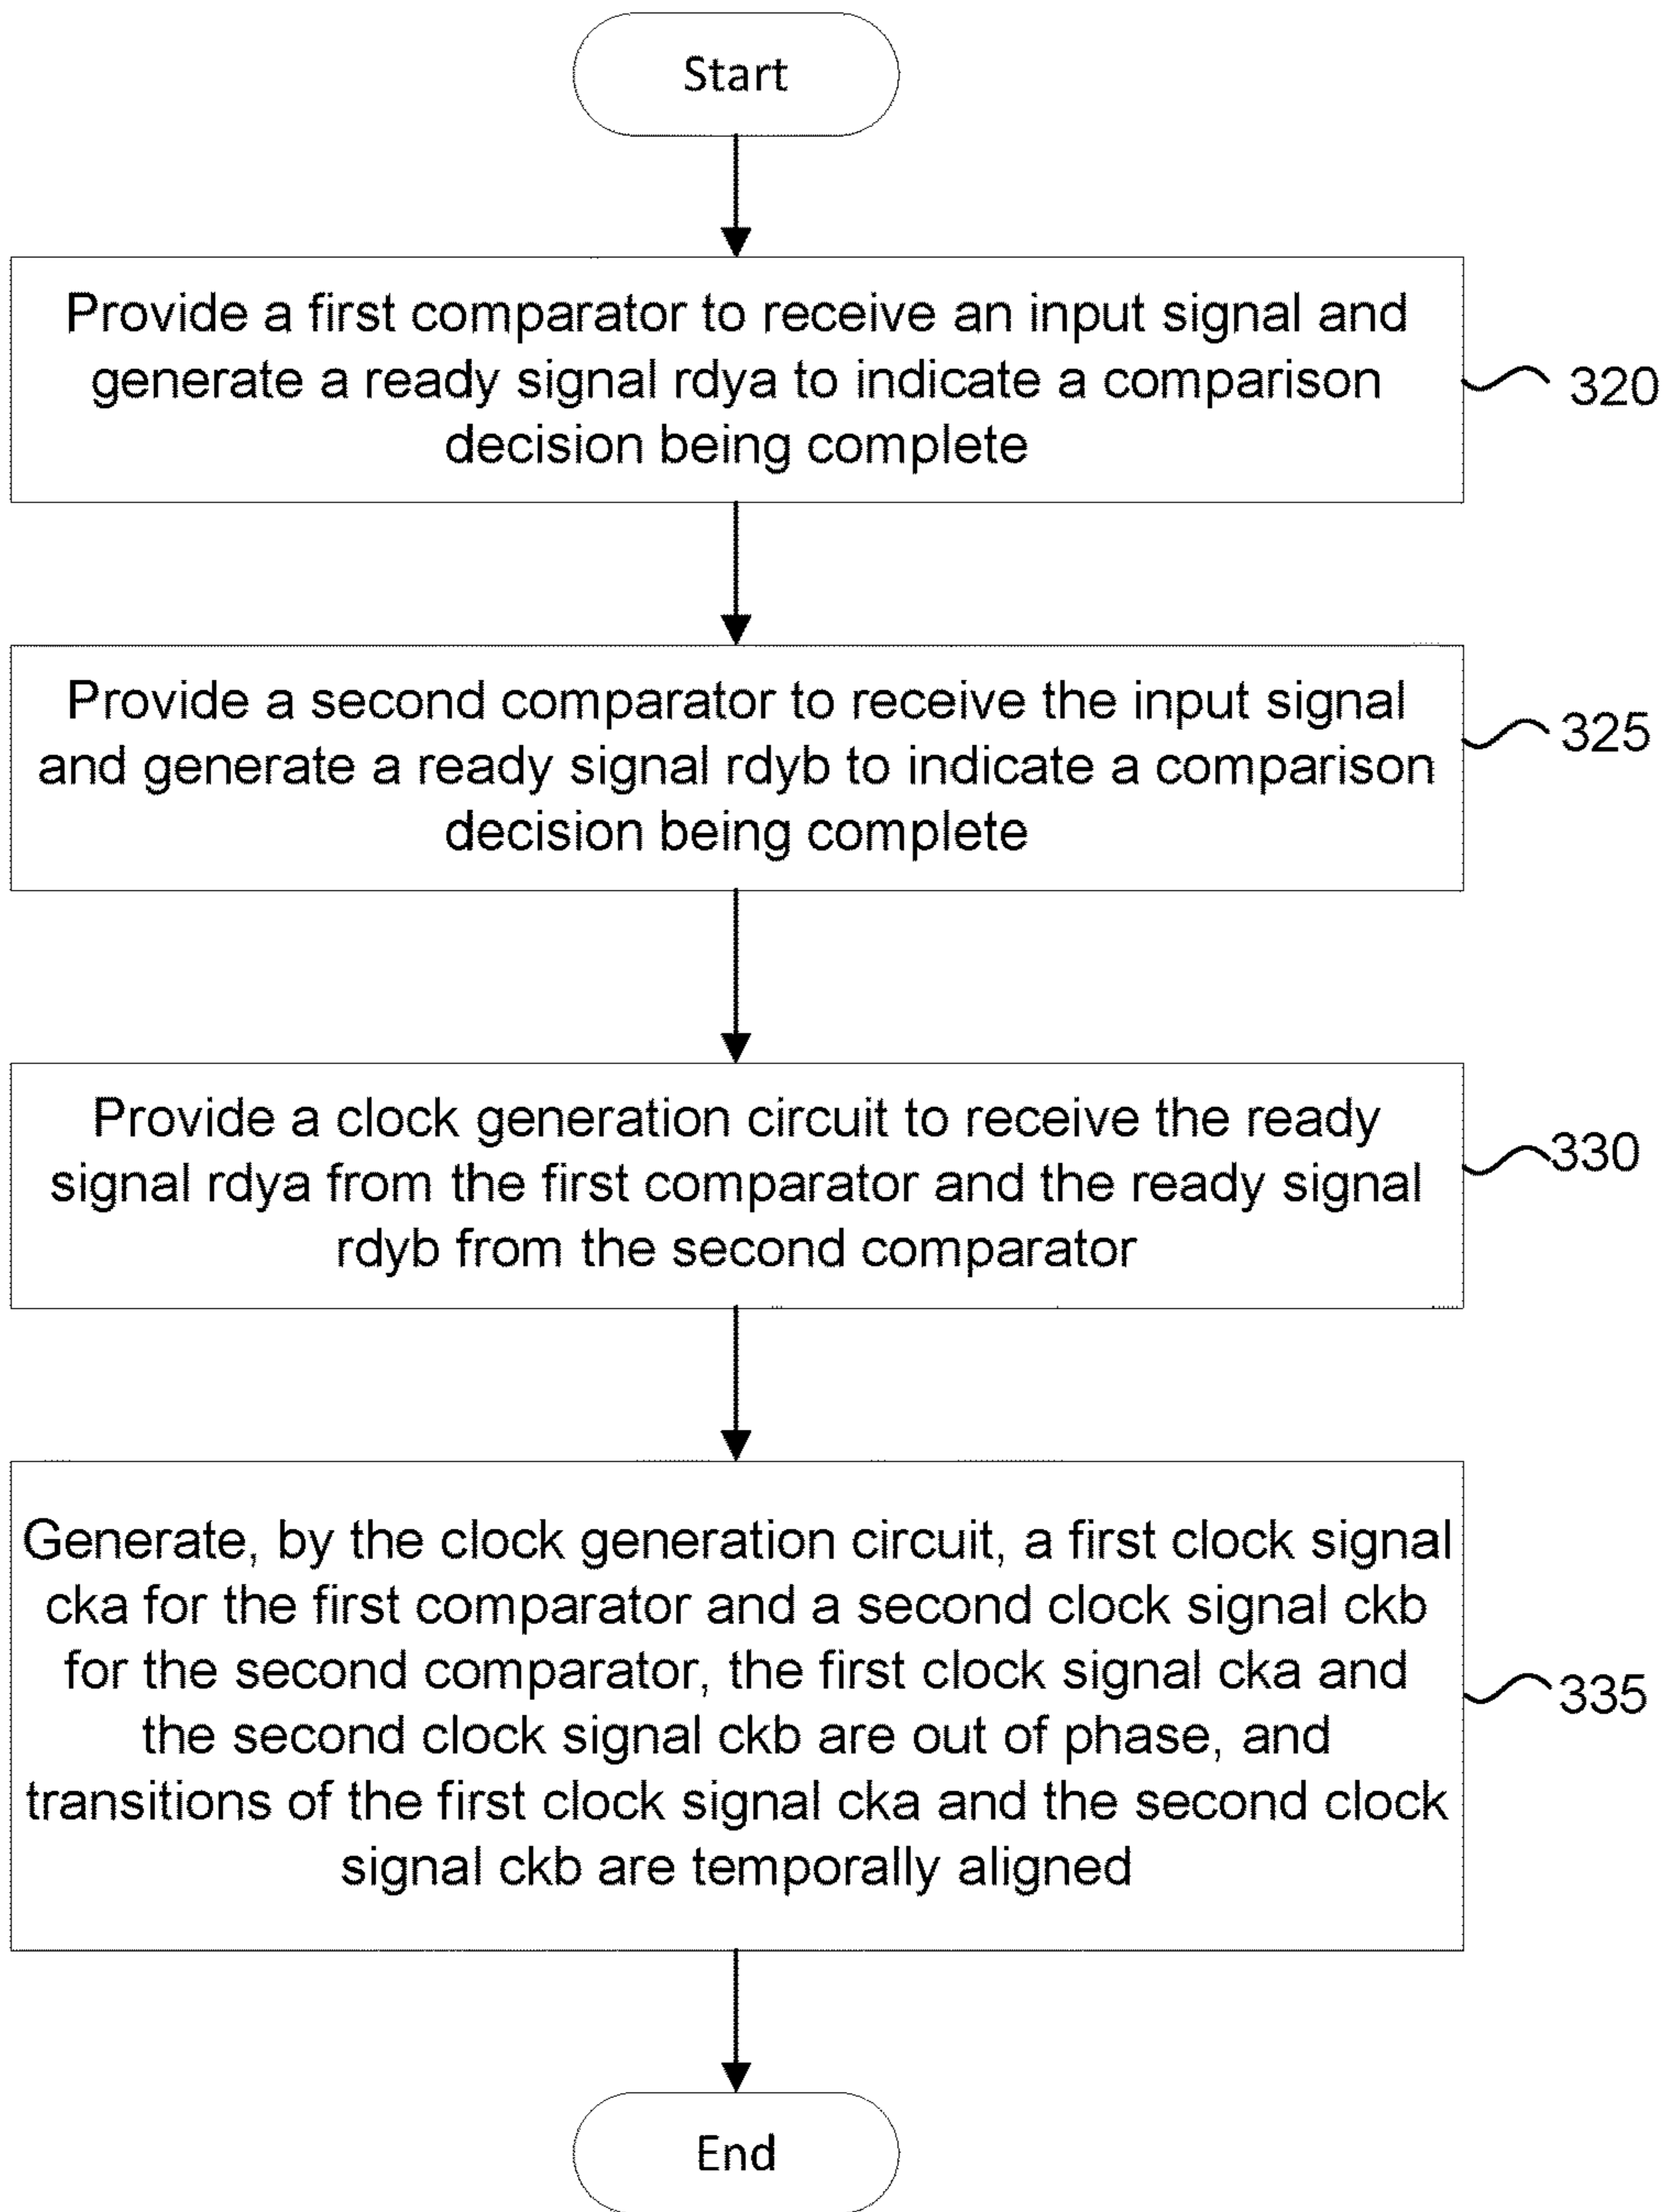 Start
Provide a first comparator to receive an input signal and
generate a ready signal rdya to indicate a comparison
decision being complete
320
Provide a second comparator to receive the input signal
and generate a ready signal rdyb to indicate a comparison
decision being complete
325
Provide a clock generation circuit to receive the ready
signal rdya from the first comparator and the ready signal
rdyb from the second comparator
330
Generate, by the clock generation circuit, a first clock signal
cka for the first comparator and a second clock signal ckb
for the second comparator, the first clock signal cka and
the second clock signal ckb are out of phase, and
transitions of the first clock signal cka and the second clock
signal ckb are temporally aligned
335
End